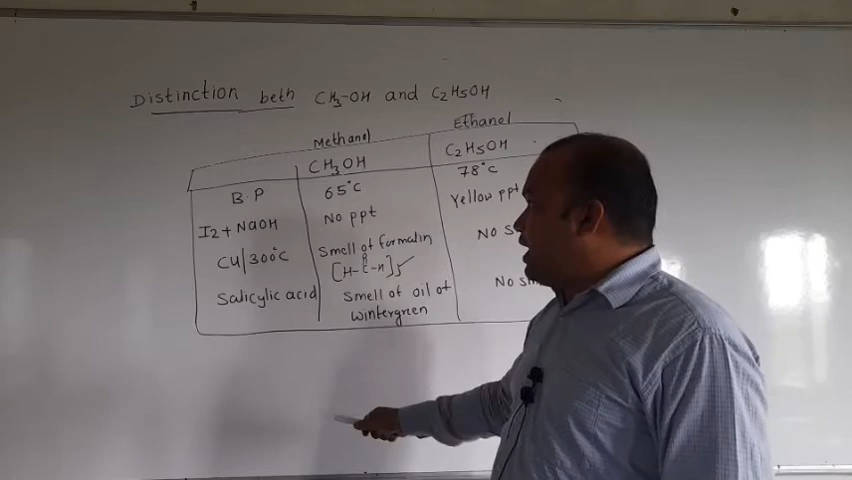 Distinction beth CH3-OH and C2H5OH
Methanol
Ethanol
CH3OH
C2H5OH
B.P
65°C
78°C
I2+NaOH
No ppt
Yellow ppt
Cu/300°C
Smell of formalin
[H-C-H]
O
No
Salicylic acid
Smell of oil of
wintergreen
No